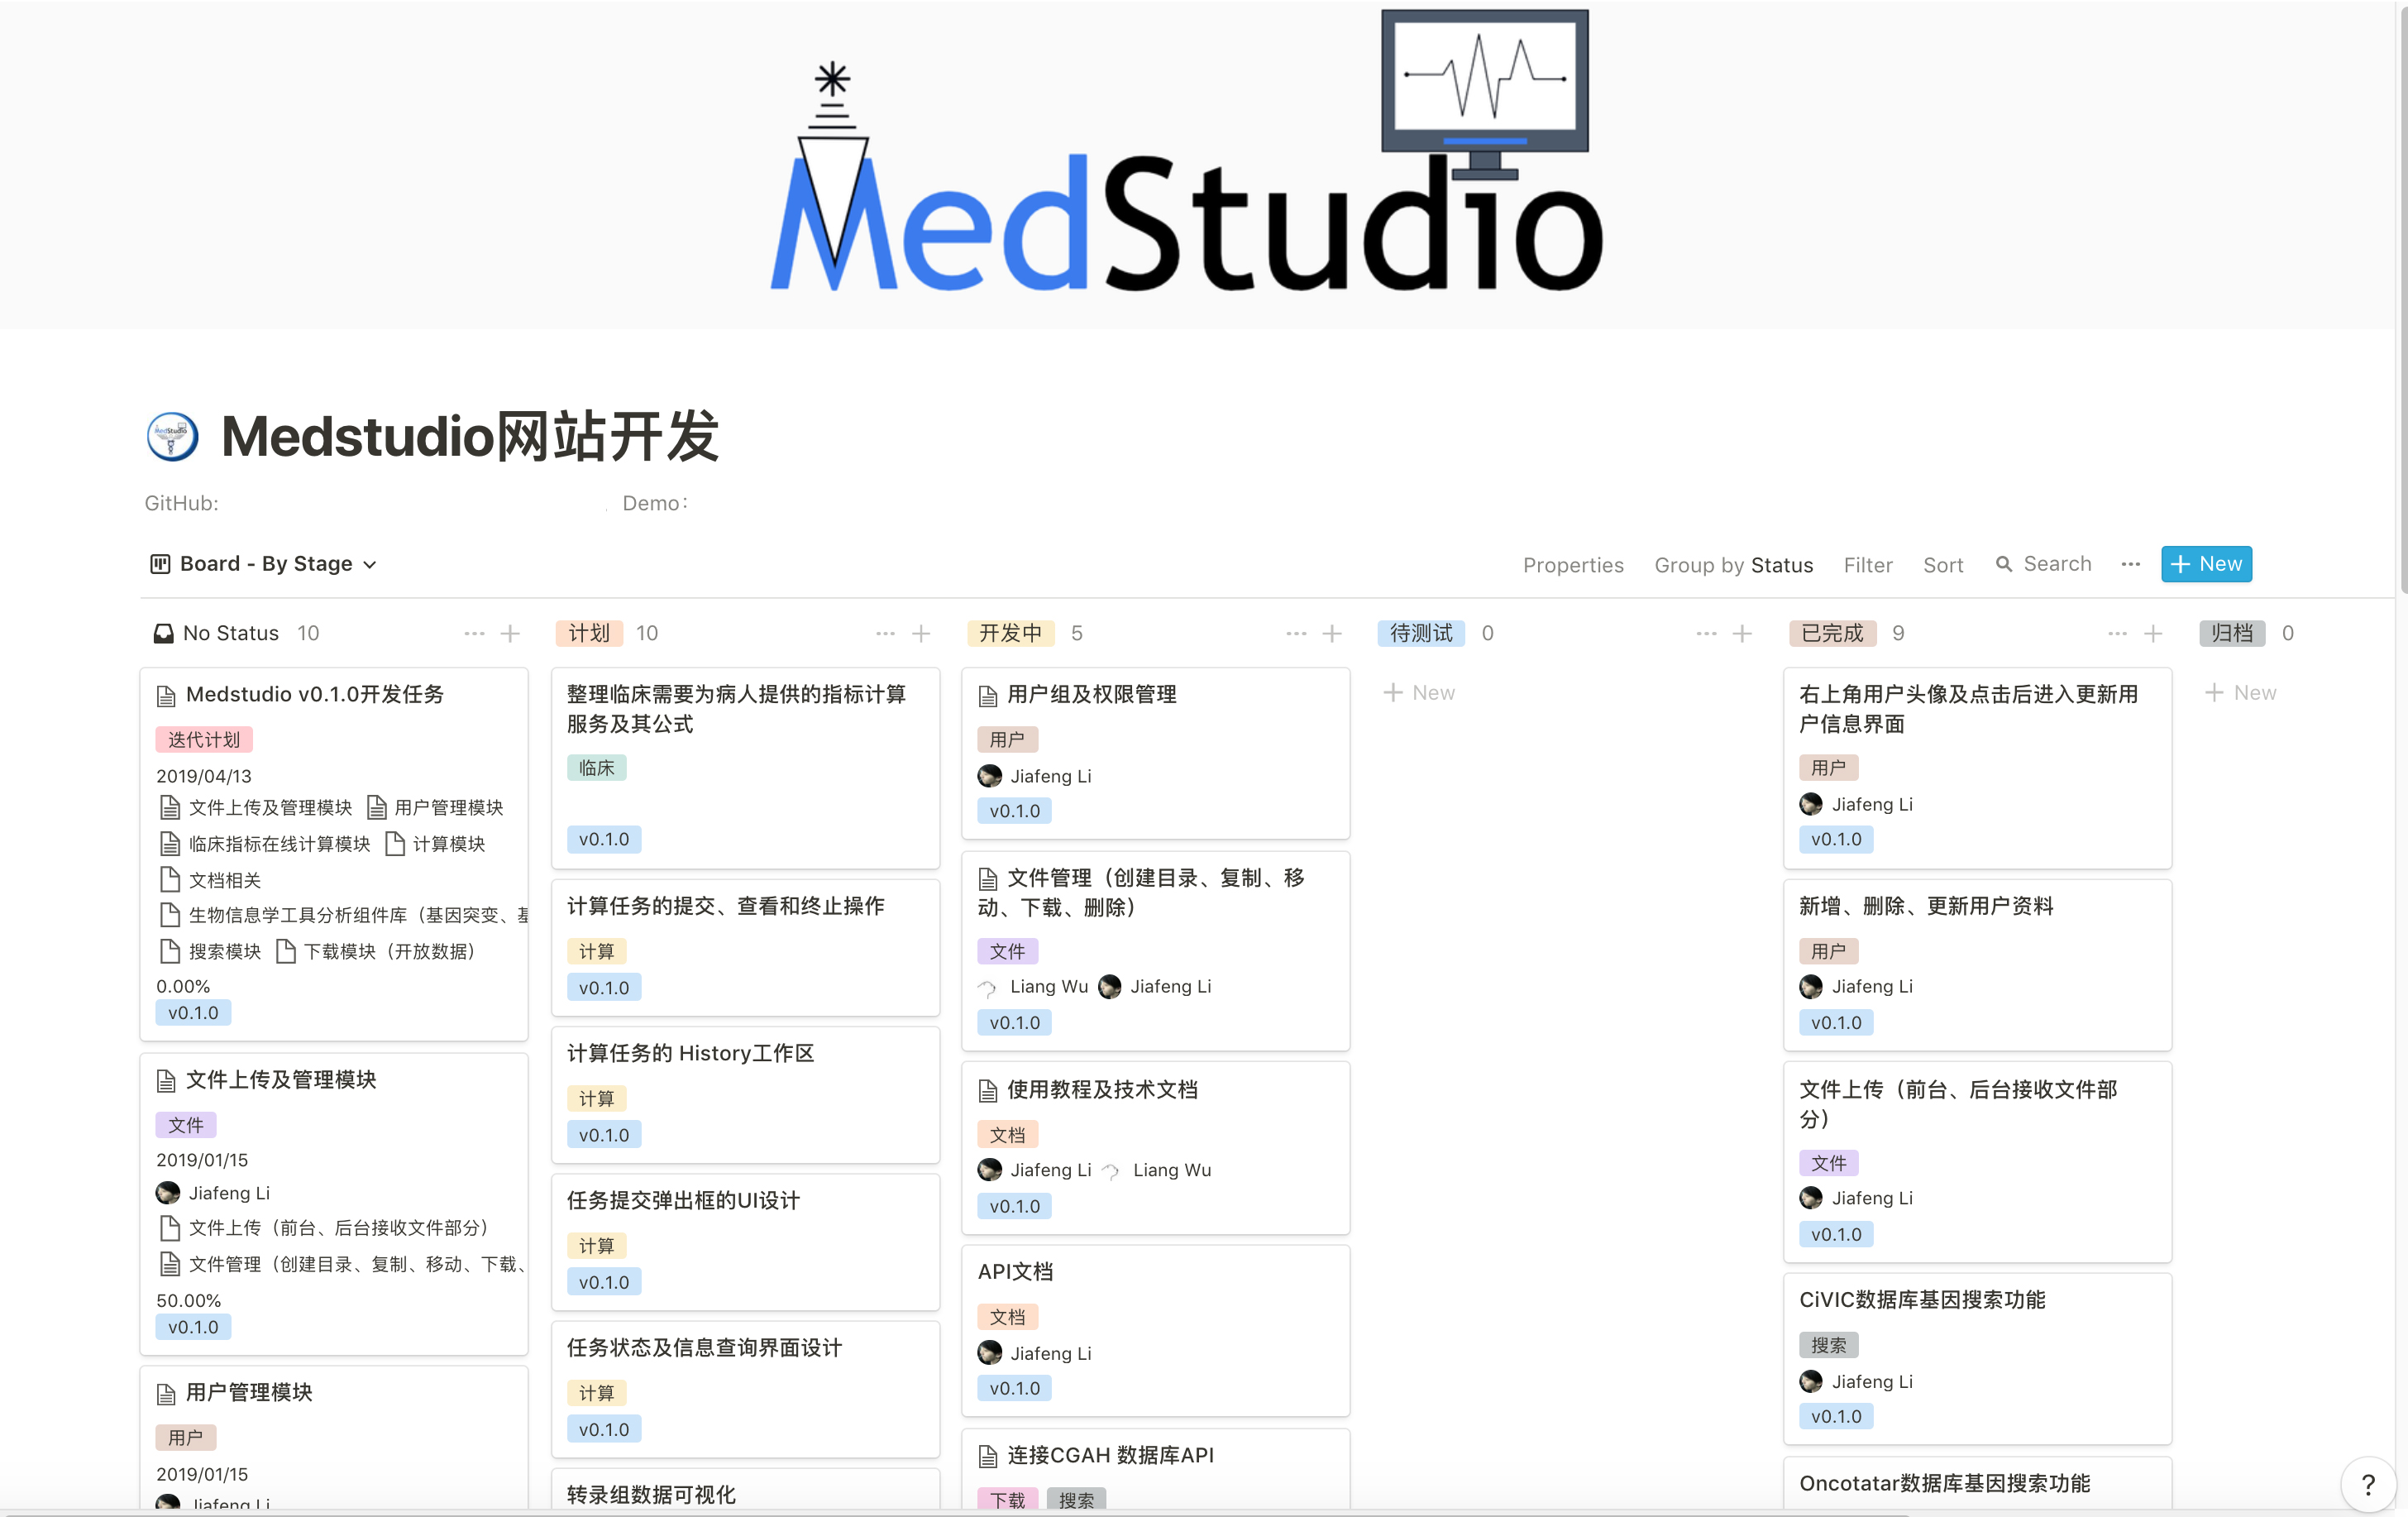 MedStudio
MedStudio
Medstudio网站开发
GitHub:
Demo:
Board - By Stage
Properties
Group by Status
Filter
Sort
Search
New
No Status 10
Medstudio v0.1.0开发任务
迭代计划
2019/04/13
文件上传及管理模块 用户管理模块
临床指标在线计算模块 计算模块
文档相关
生物信息学工具分析组件库（基因突变、基
搜索模块 下载模块（开放数据）
0.00%
v0.1.0
文件上传及管理模块
文件
2019/01/15
Jiafeng Li
文件上传（前台、后台接收文件部分）
文件管理（创建目录、复制、移动、下载、
50.00%
v0.1.0
用户管理模块
用户
2019/01/15
Jiafeng Li
计划 10
整理临床需要为病人提供的指标计算
服务及其公式
临床
v0.1.0
计算任务的提交、查看和终止操作
计算
v0.1.0
计算任务的 History工作区
计算
v0.1.0
任务提交弹出框的UI设计
计算
v0.1.0
任务状态及信息查询界面设计
计算
v0.1.0
转录组数据可视化
开发中 5
用户组及权限管理
用户
Jiafeng Li
v0.1.0
文件管理（创建目录、复制、移
动、下载、删除）
文件
Liang Wu Jiafeng Li
v0.1.0
使用教程及技术文档
文档
Jiafeng Li Liang Wu
v0.1.0
API文档
文档
Jiafeng Li
v0.1.0
连接CGAH 数据库API
下载 搜索
待测试 0
New
已完成 9
右上角用户头像及点击后进入更新用
户信息界面
用户
Jiafeng Li
v0.1.0
新增、删除、更新用户资料
用户
Jiafeng Li
v0.1.0
文件上传（前台、后台接收文件部
分）
文件
Jiafeng Li
v0.1.0
CiVIC数据库基因搜索功能
搜索
Jiafeng Li
v0.1.0
Oncotatar数据库基因搜索功能
归档 0
New
?